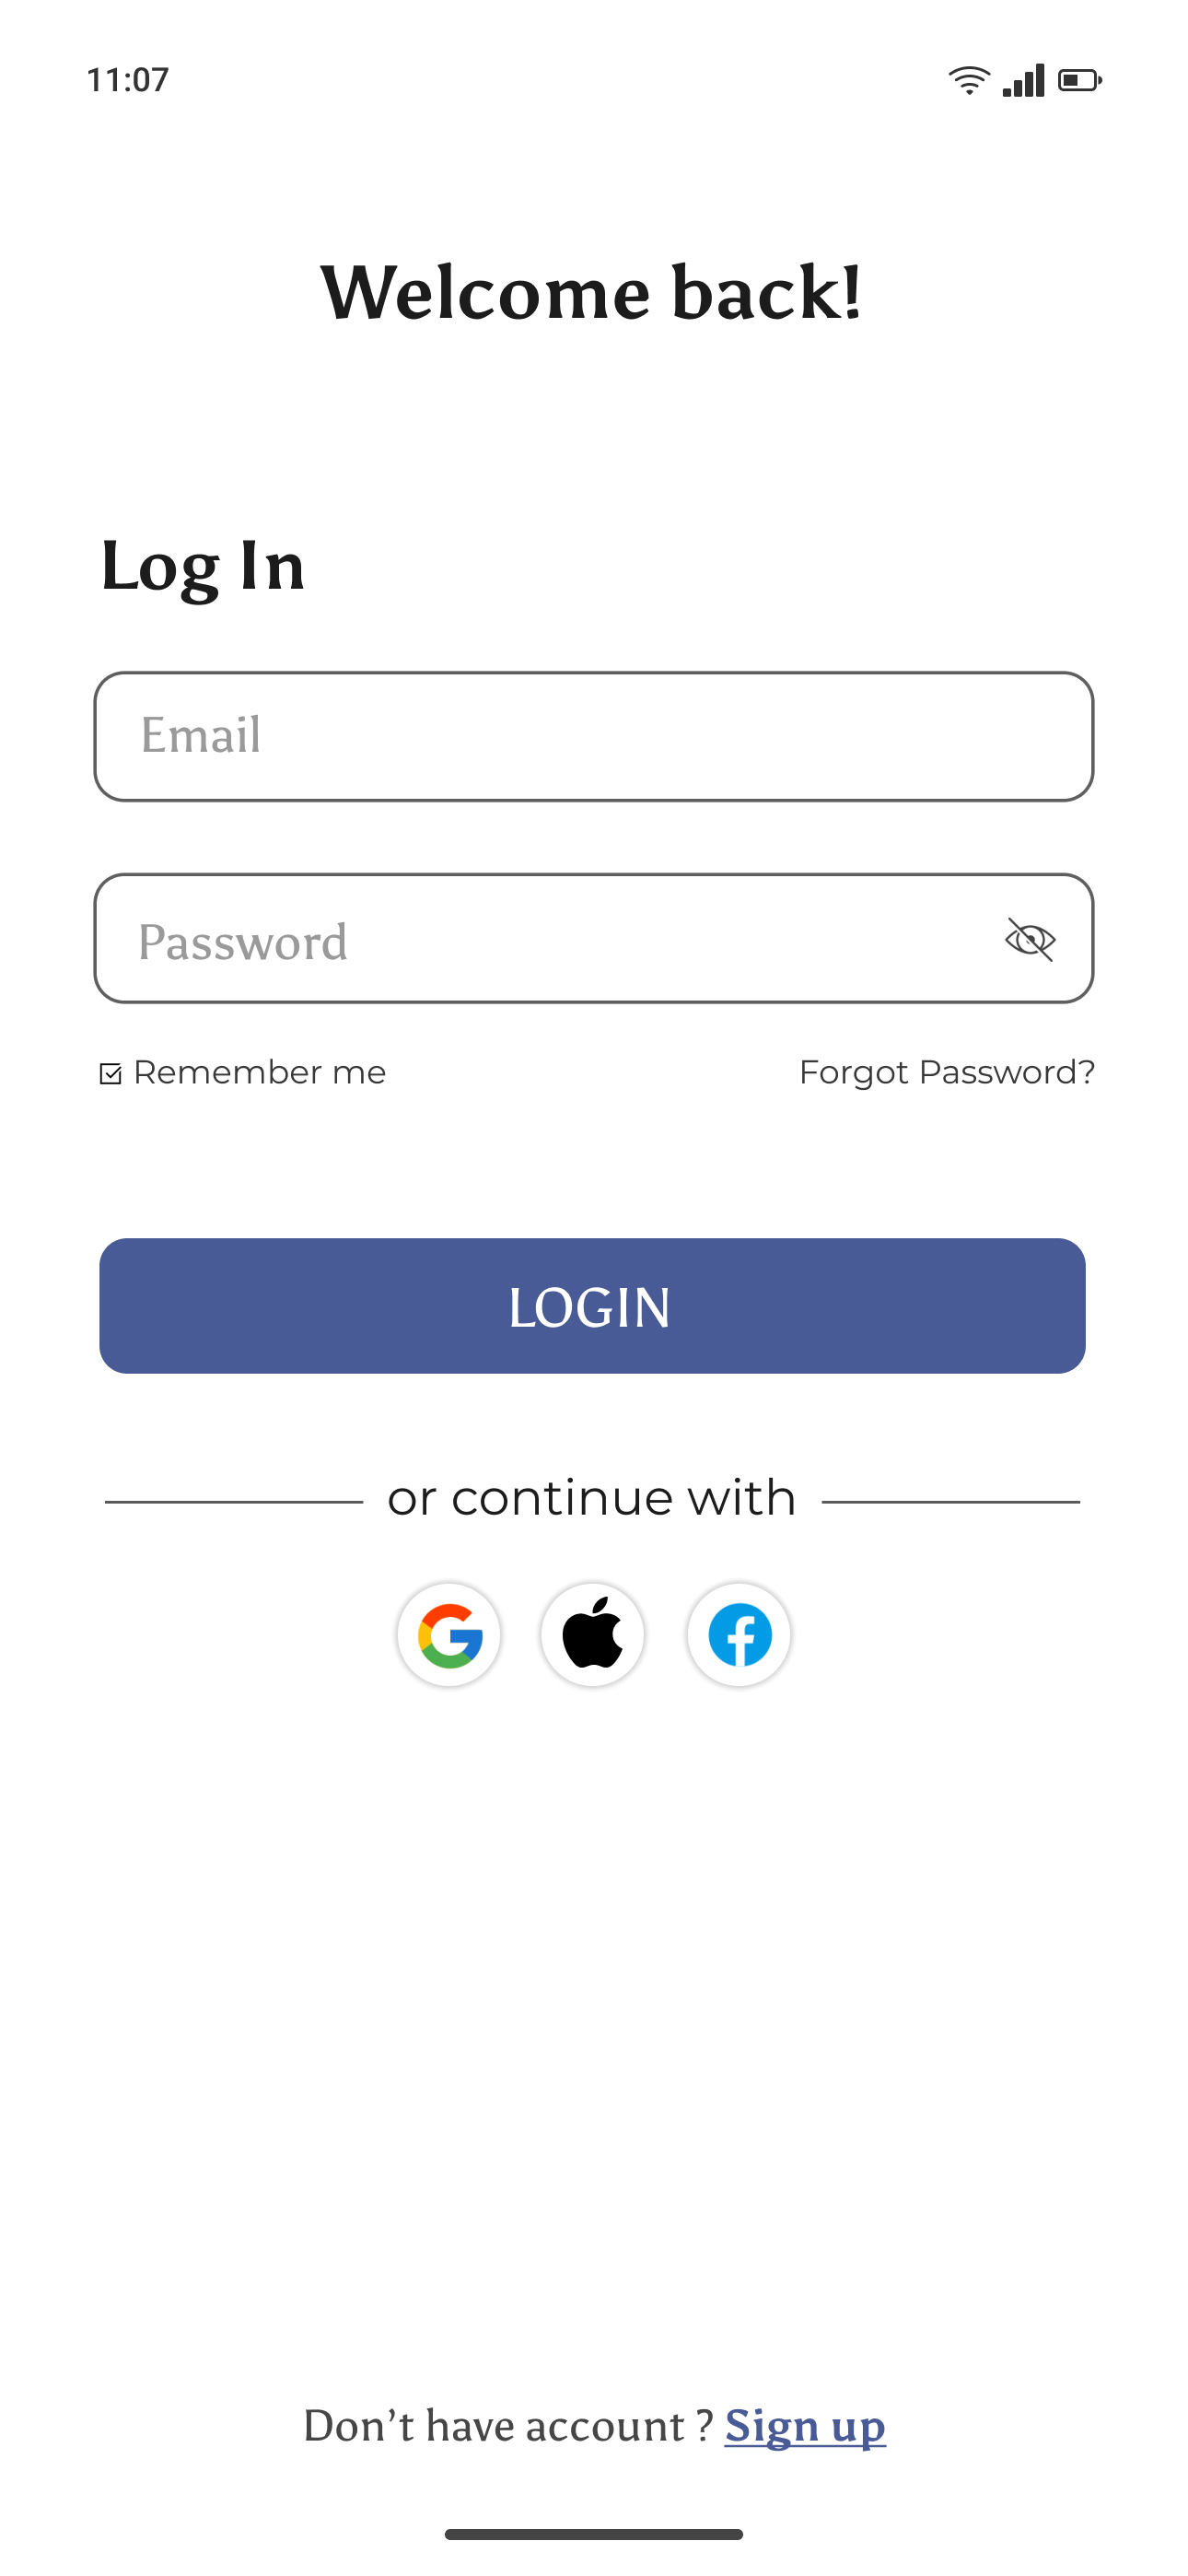 11:07
Welcome back!
Log In
Email
Password
Remember me
Forgot Password?
LOGIN
or continue with
Don’t have account ? Sign up